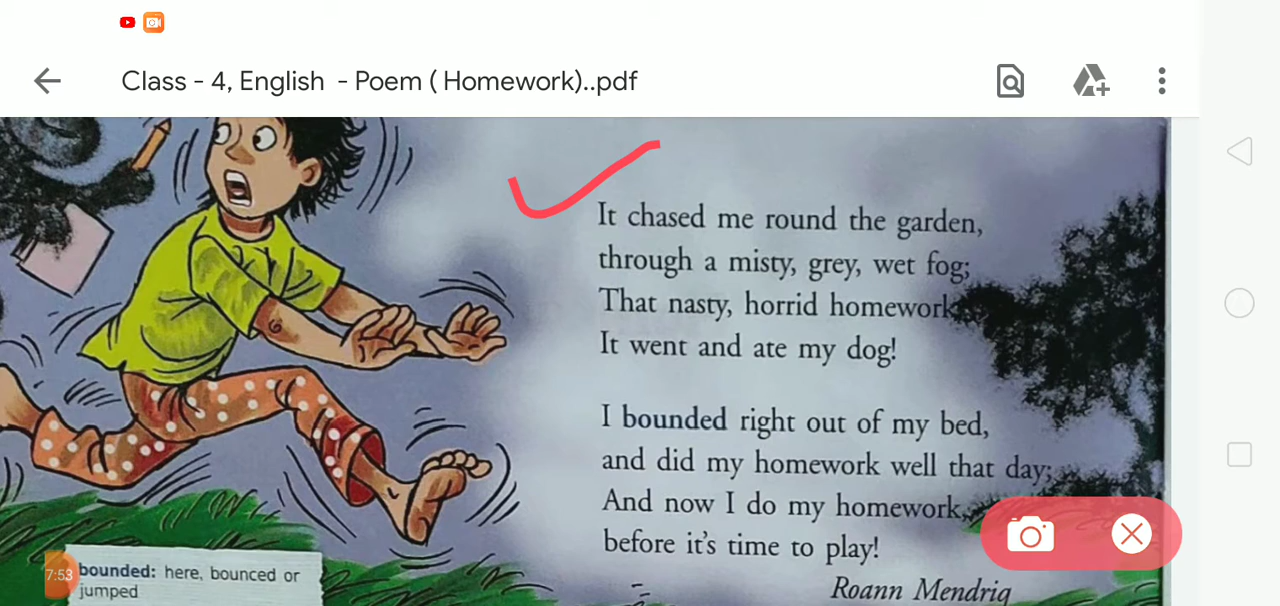 Class - 4, English - Poem ( Homework)..pdf
It chased me round the garden,
through a misty, grey, wet fog;
That nasty, horrid homework,
It went and ate my dog!
I bounded right out of my bed,
and did my homework well that day;
And now I do my homework,
before it's time to play!
Roann Mendriq
7:53
bounded: here, bounced or
jumped